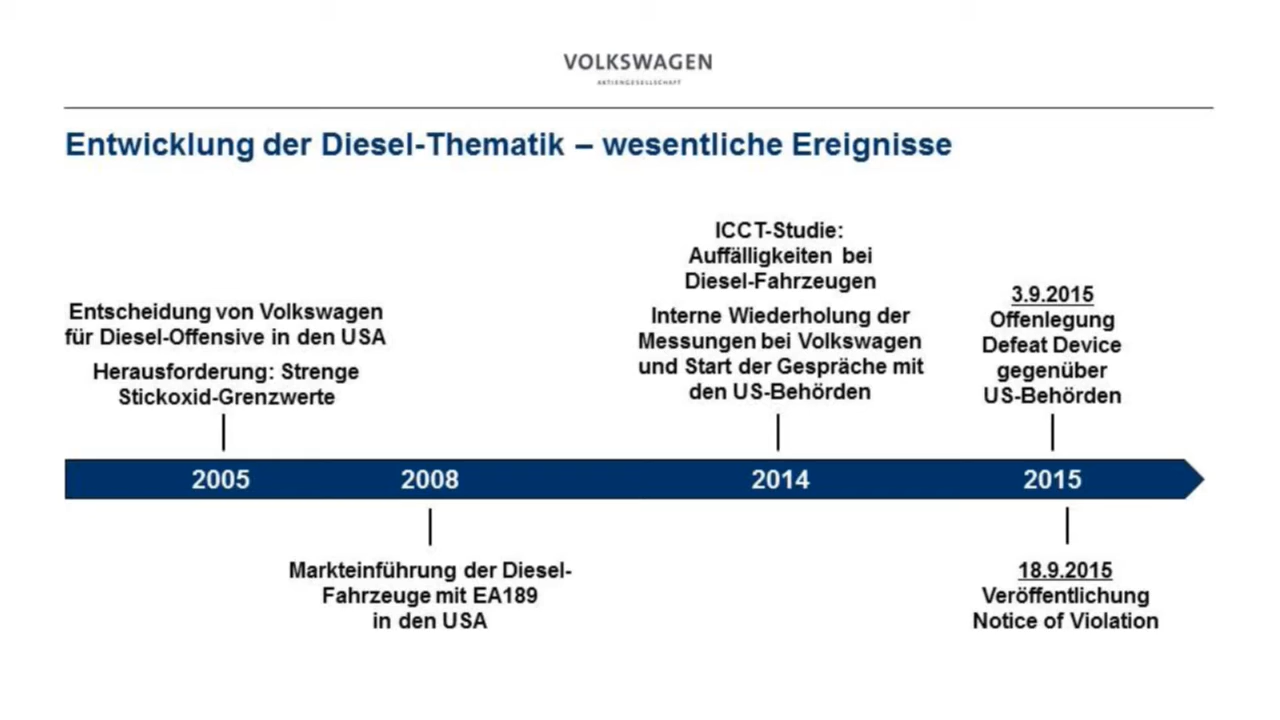 VOLKSWAGEN
AKTIENGESELLSCHAFT
Entwicklung der Diesel-Thematik – wesentliche Ereignisse
Entscheidung von Volkswagen
für Diesel-Offensive in den USA
Herausforderung: Strenge
Stickoxid-Grenzwerte
ICCT-Studie:
Auffälligkeiten bei
Diesel-Fahrzeugen
Interne Wiederholung der
Messungen bei Volkswagen
und Start der Gespräche mit
den US-Behörden
3.9.2015
Offenlegung
Defeat Device
gegenüber
US-Behörden
2005
2008
2014
2015
Markteinführung der Diesel-
Fahrzeuge mit EA189
in den USA
18.9.2015
Veröffentlichung
Notice of Violation